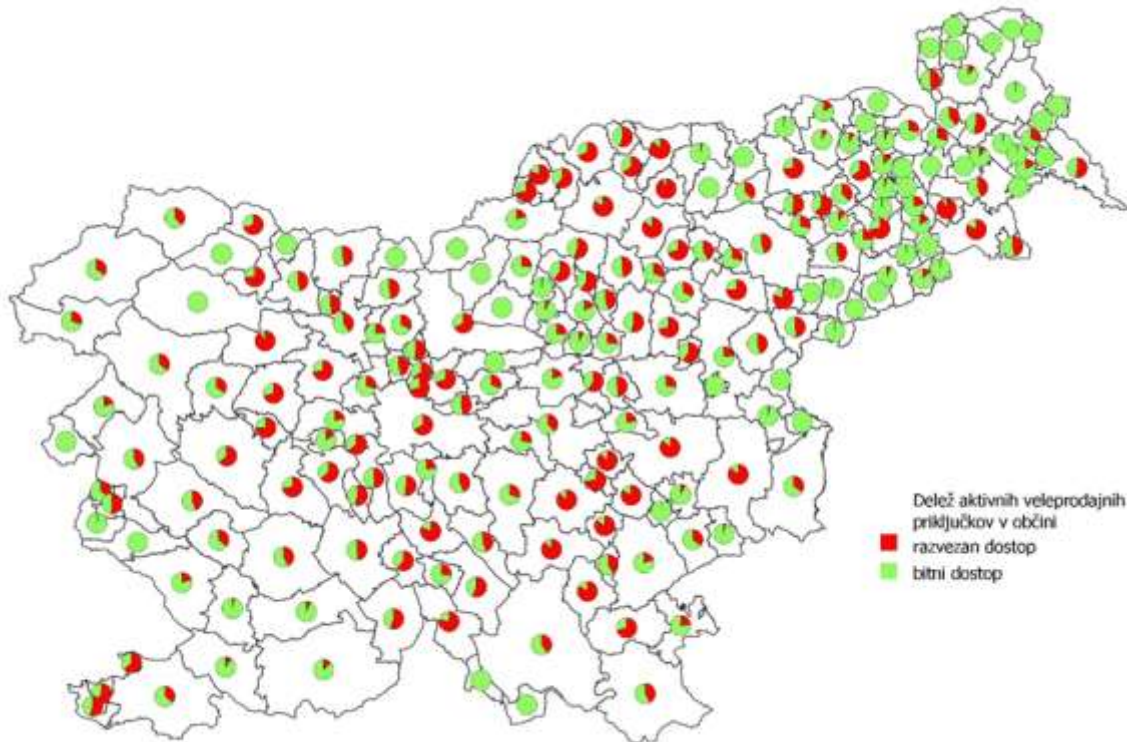 Delež aktivnih veleprodajnih
priključkov v občini
razvezan dostop
bitni dostop